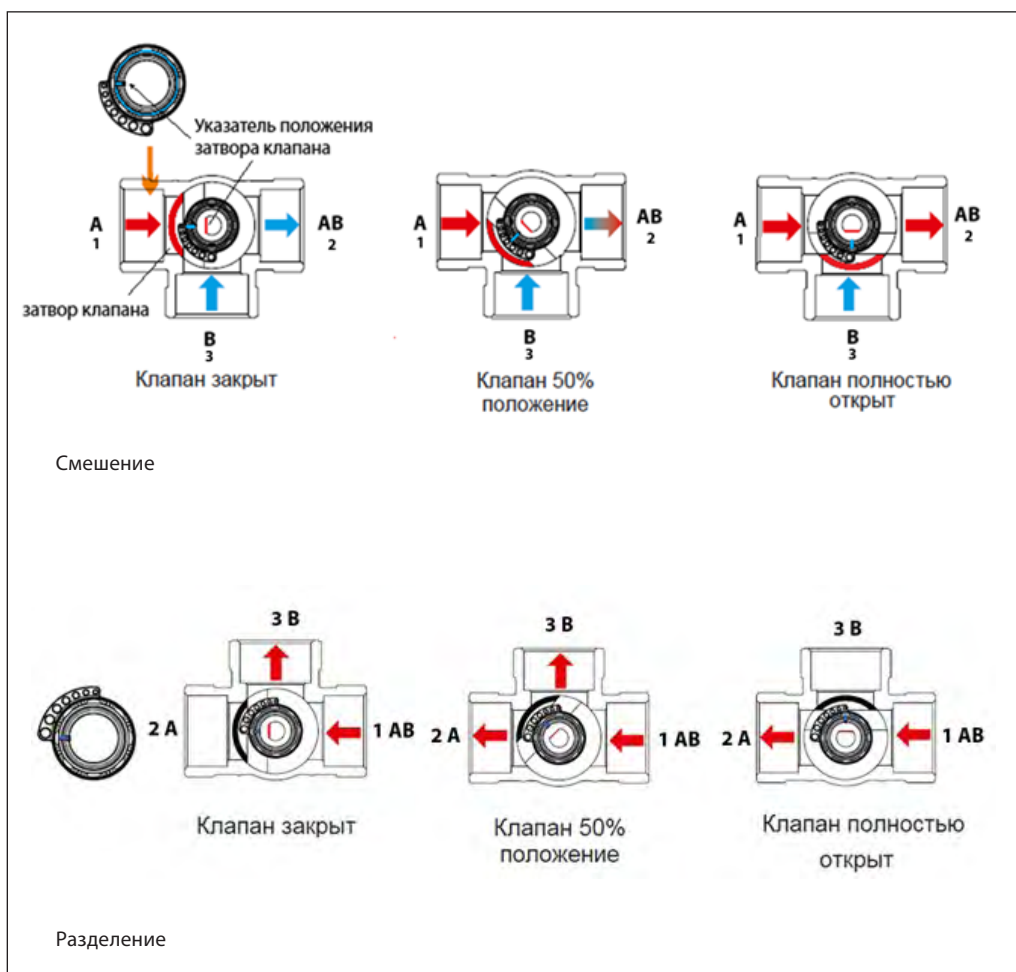 Указатель положения
затвора клапана
A
1
AB
2
затвор клапана
B
3
Клапан закрыт
A
1
AB
2
B
3
Клапан 50%
положение
A
1
AB
2
B
3
Клапан полностью
открыт
Смешение
3 B
2 A
1 AB
Клапан закрыт
3 B
2 A
1 AB
Клапан 50%
положение
3 B
2 A
1 AB
Клапан полностью
открыт
Разделение